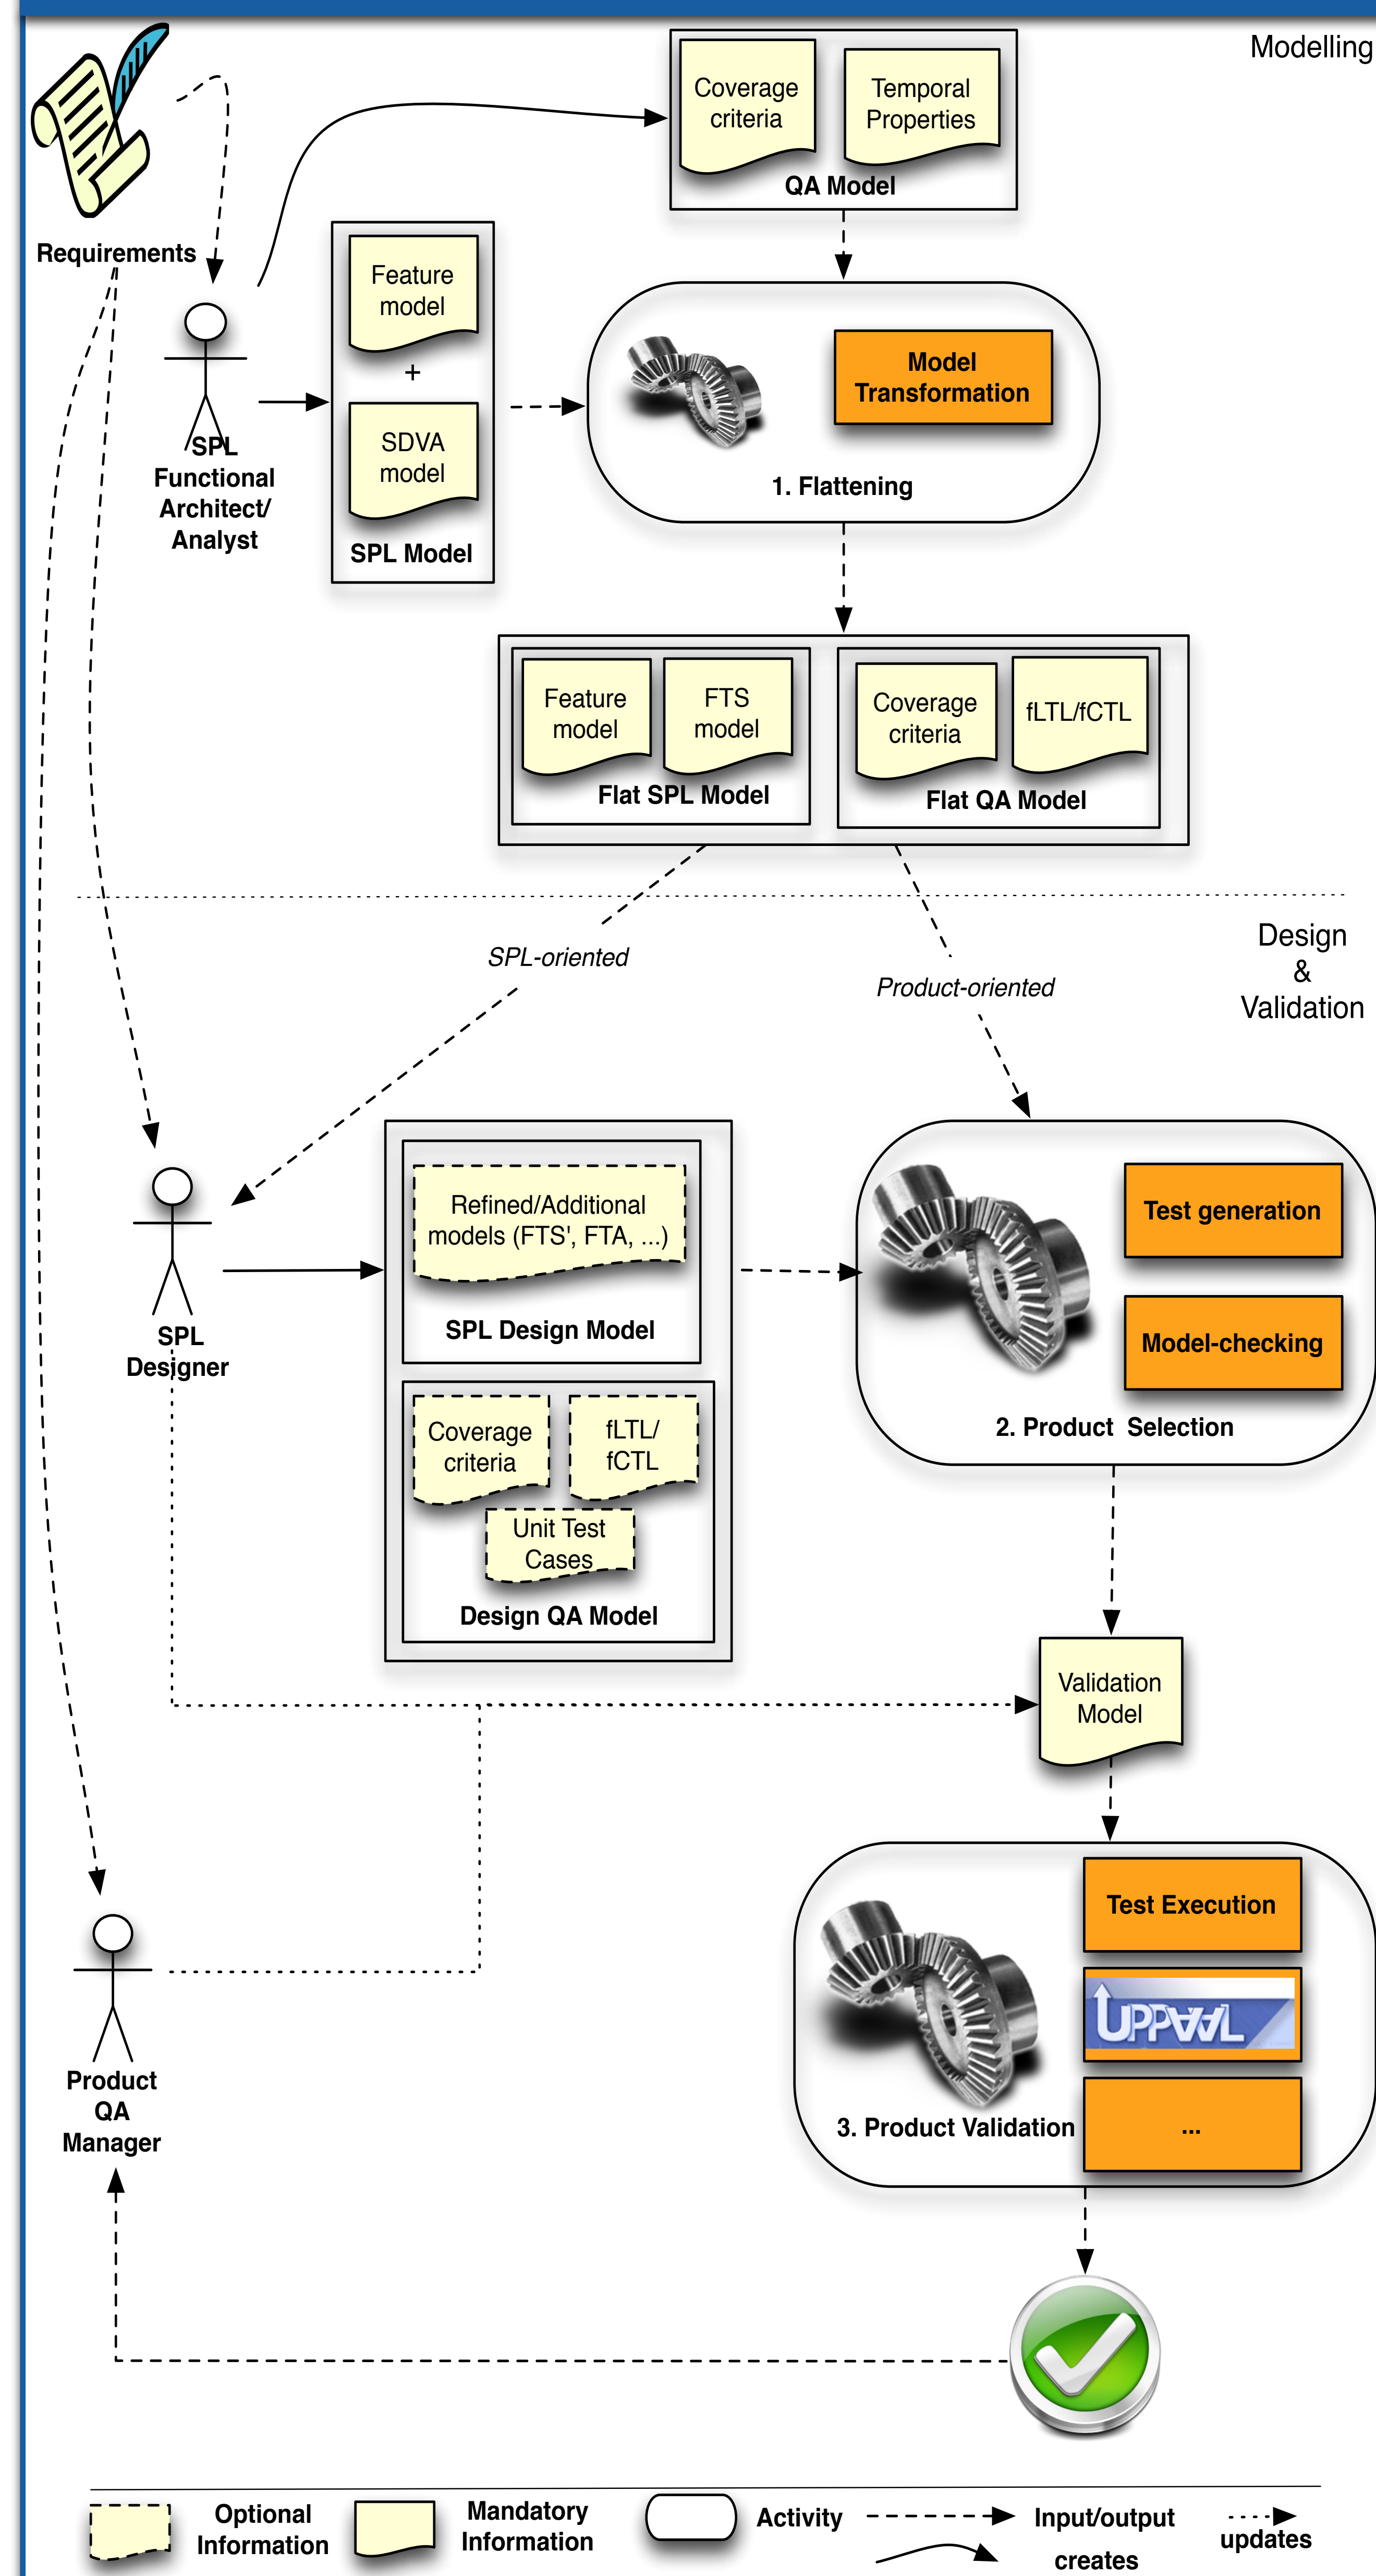 Modelling
Coverage
criteria
Temporal
Properties
QA Model
Requirements
Feature
model
+
SDVA
model
SPL Model
SPL
Functional
Architect/
Analyst
Model
Transformation
1. Flattening
Feature
model
FTS
model
Flat SPL Model
Coverage
criteria
fLTL/fCTL
Flat QA Model
Design
&
Validation
SPL-oriented
Product-oriented
SPL
Designer
Refined/Additional
models (FTS', FTA, ...)
SPL Design Model
Coverage
criteria
fLTL/
fCTL
Unit Test
Cases
Design QA Model
Test generation
Model-checking
2. Product Selection
Validation
Model
Product
QA
Manager
Test Execution
UPPAAL
...
3. Product Validation
Optional
Information
Mandatory
Information
Activity
Input/output
creates
updates